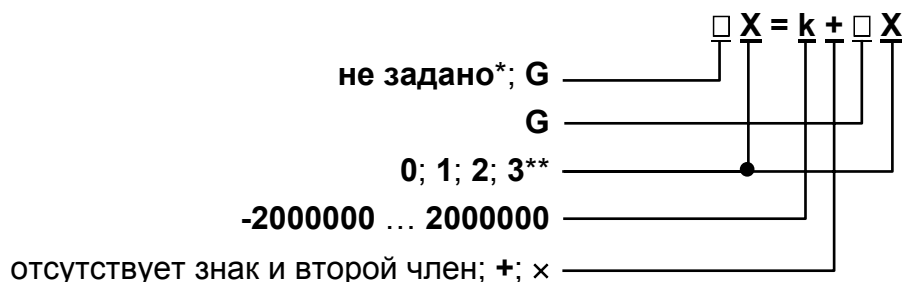 □ X = k + □ X
не задано*; G
G
0; 1; 2; 3**
-2000000 … 2000000
отсутствует знак и второй член; +; ×